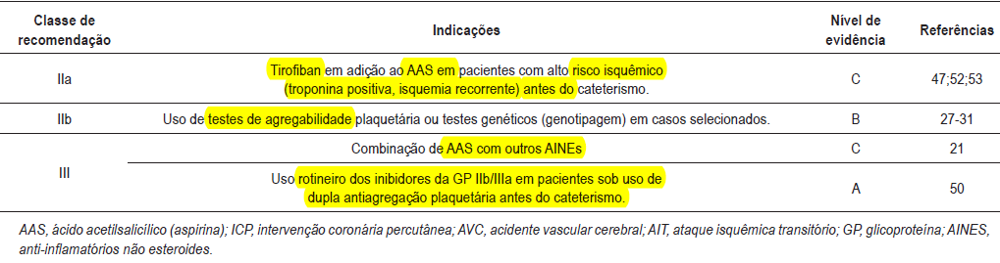 Classe de
recomendação
Indicações
Nível de
evidência
Referências
IIa
Tirofiban em adição ao AAS em pacientes com alto risco isquêmico
(troponina positiva, isquemia recorrente) antes do cateterismo.
C
47;52;53
IIb
Uso de testes de agregabilidade plaquetária ou testes genéticos (genotipagem) em casos selecionados.
B
27-31
III
Combinação de AAS com outros AINEs
C
21
Uso rotineiro dos inibidores da GP IIb/IIIa em pacientes sob uso de
dupla antiagregação plaquetária antes do cateterismo.
A
50
AAS, ácido acetilsalicílico (aspirina); ICP, intervenção coronária percutânea; AVC, acidente vascular cerebral; AIT, ataque isquêmica transitório; GP, glicoproteína; AINES,
anti-inflamatórios não esteroides.